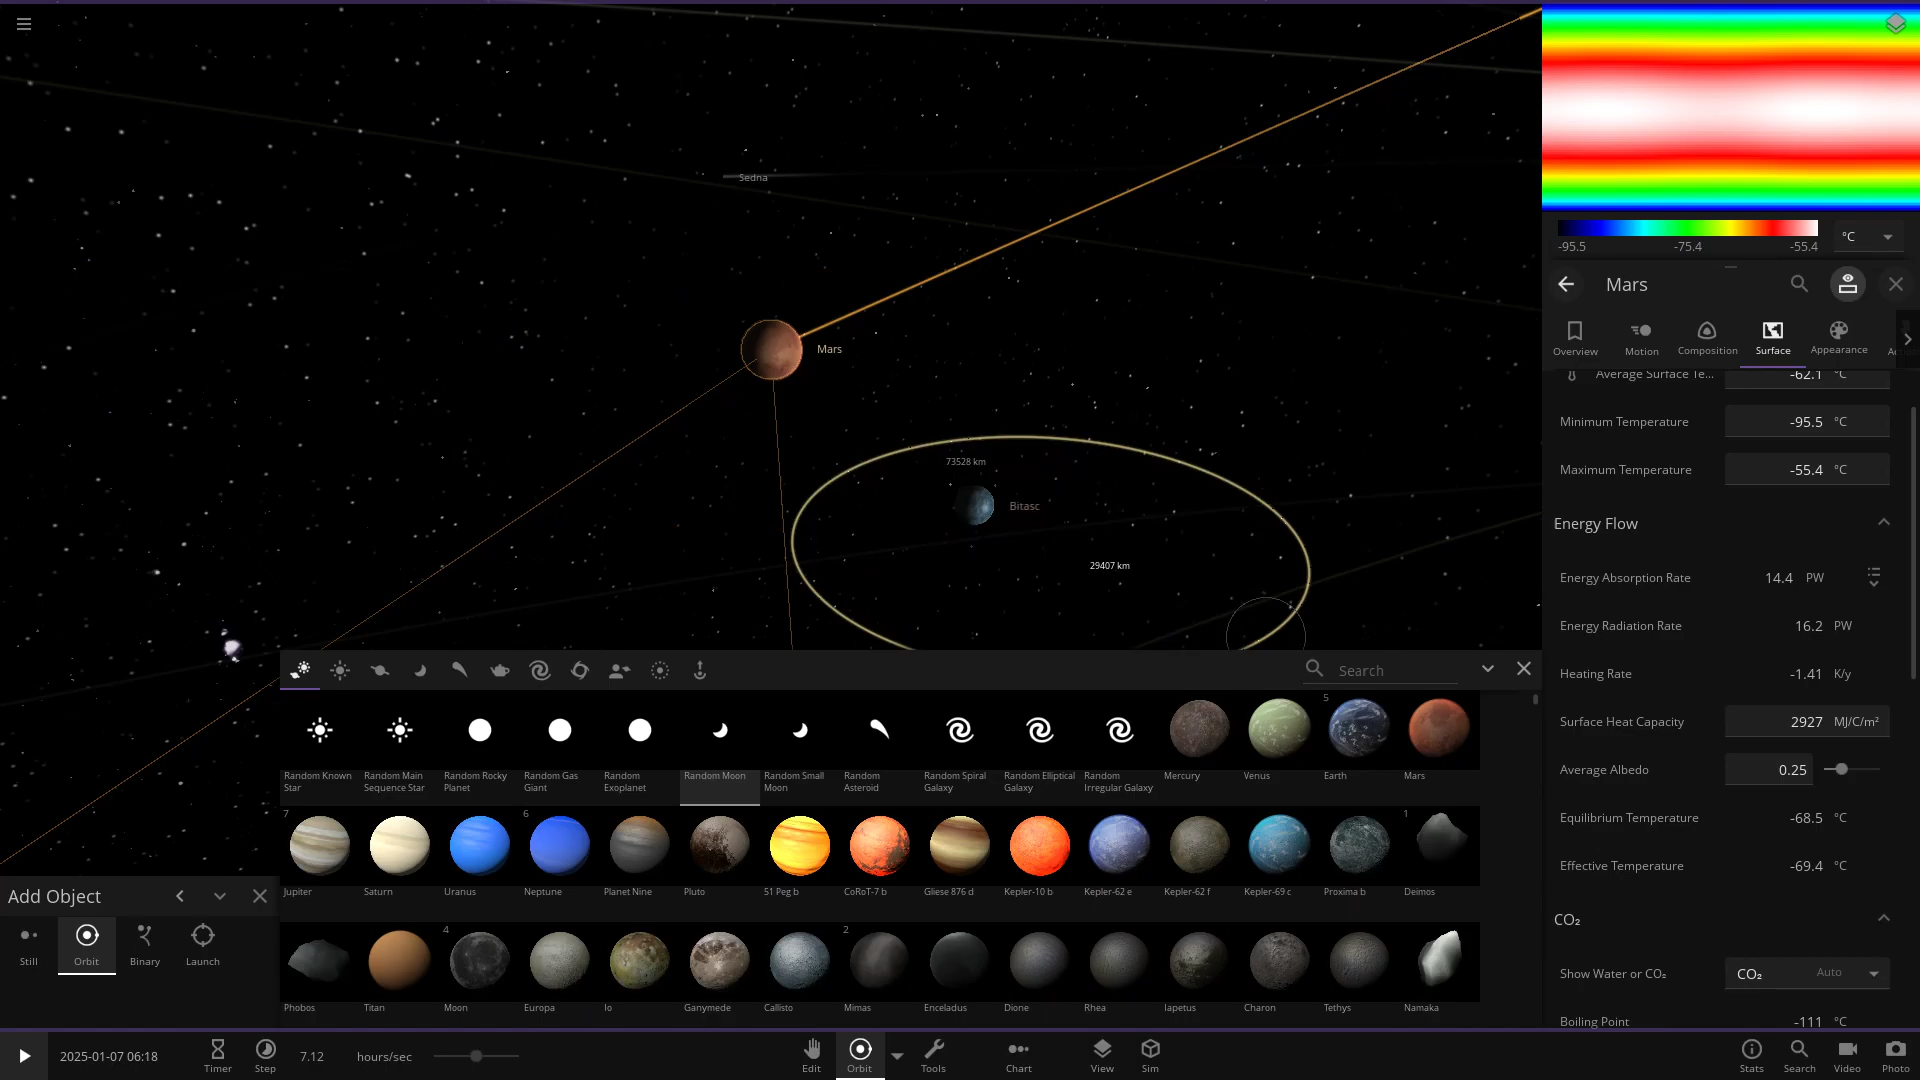 Sedna
Mars
73528 km
Bitasc
29407 km
-95.5
-75.4
-55.4
°C
Mars
Overview
Motion
Composition
Surface
Appearance
Average Surface Te...
-62.1 °C
Minimum Temperature
-95.5 °C
Maximum Temperature
-55.4 °C
Energy Flow
Energy Absorption Rate
14.4 PW
Energy Radiation Rate
16.2 PW
Heating Rate
-1.41 K/y
Surface Heat Capacity
2927 MJ/C/m²
Average Albedo
0.25
Equilibrium Temperature
-68.5 °C
Effective Temperature
-69.4 °C
CO₂
Show Water or CO₂
CO₂ Auto
Boiling Point
-111 °C
Search
Random Known Star
Random Main Sequence Star
Random Rocky Planet
Random Gas Giant
Random Exoplanet
Random Moon
Random Small Moon
Random Asteroid
Random Spiral Galaxy
Random Elliptical Galaxy
Random Irregular Galaxy
Mercury
Venus
5
Earth
Mars
7
Jupiter
Saturn
Uranus
6
Neptune
Planet Nine
Pluto
51 Peg b
CoRoT-7 b
Gliese 876 d
Kepler-10 b
Kepler-62 e
Kepler-62 f
Kepler-69 c
Proxima b
1
Deimos
Phobos
Titan
4
Moon
Europa
Io
Ganymede
Callisto
2
Mimas
Enceladus
Dione
Rhea
Iapetus
Charon
Tethys
Namaka
Add Object
Still
Orbit
Binary
Launch
2025-01-07 06:18
Timer
Step
7.12 hours/sec
Edit
Orbit
Tools
Chart
View
Sim
Stats
Search
Video
Photo